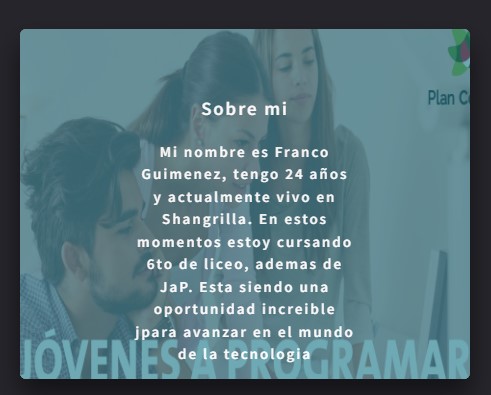 Plan C
Sobre mi
Mi nombre es Franco
Guimenez, tengo 24 años
y actualmente vivo en
Shangrilla. En estos
momentos estoy cursando
6to de liceo, ademas de
JaP. Esta siendo una
oportunidad increible
jpara avanzar en el mundo
de la tecnologia
JÓVENES A PROGRAMAR